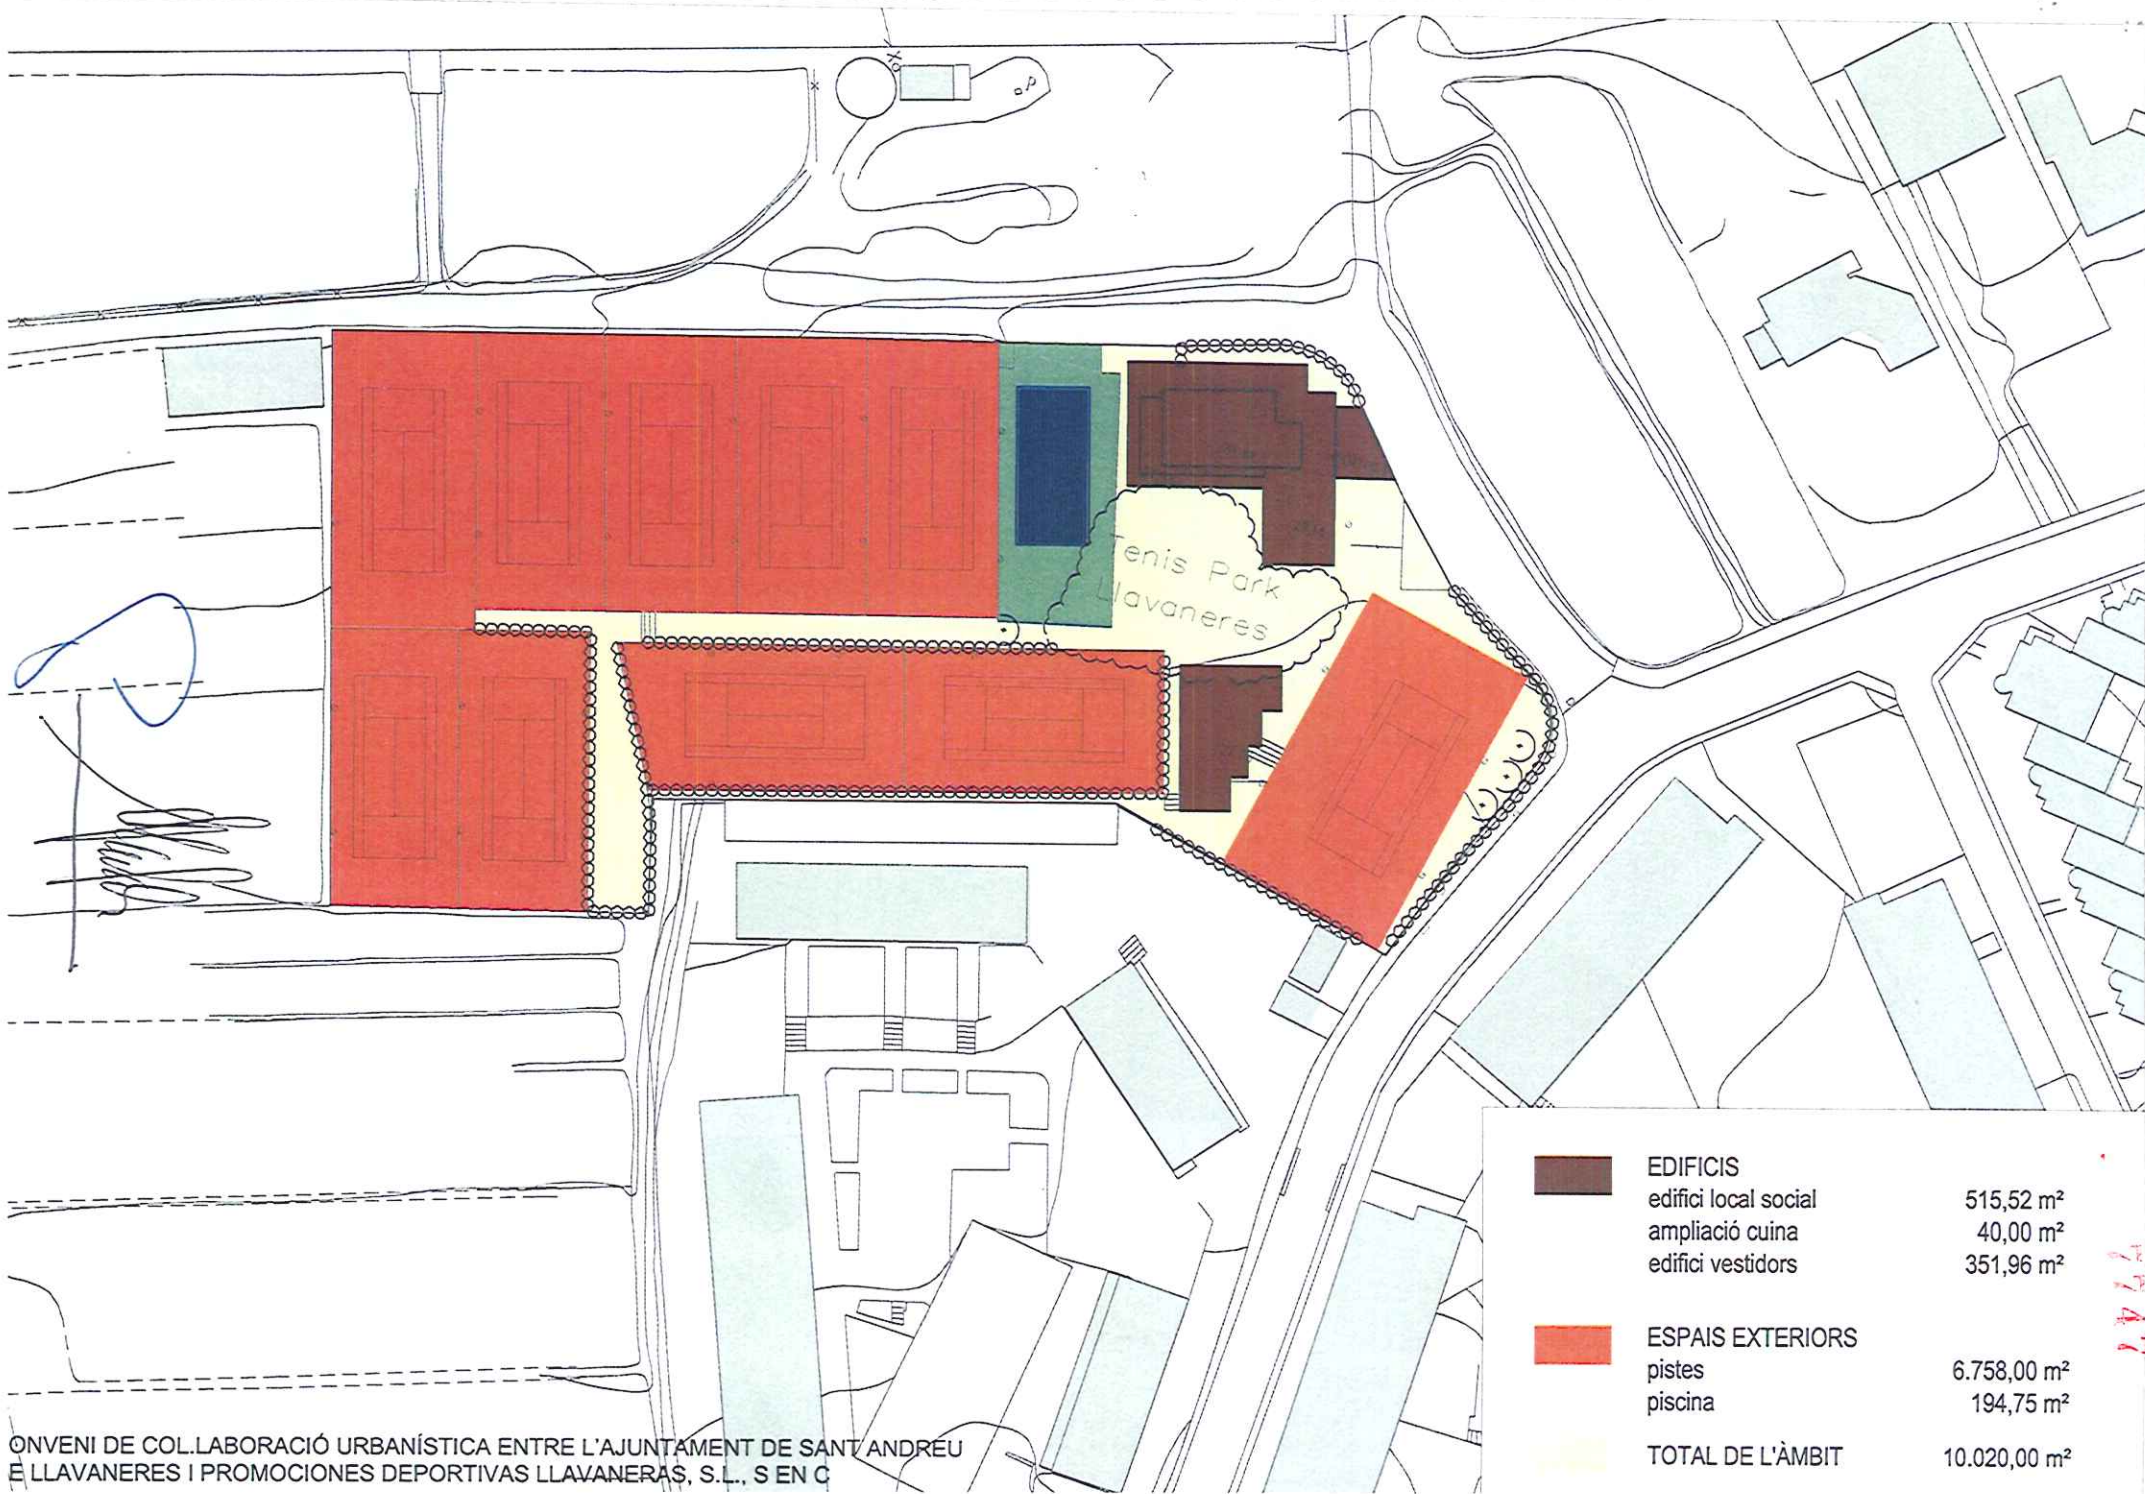 Tenis Park
Llavaneres
EDIFICIS
edifici local social 515,52 m²
ampliació cuina 40,00 m²
edifici vestidors 351,96 m²
ESPAIS EXTERIORS
pistes 6.758,00 m²
piscina 194,75 m²
TOTAL DE L'ÀMBIT 10.020,00 m²
ONVENI DE COL.LABORACIÓ URBANÍSTICA ENTRE L'AJUNTAMENT DE SANT ANDREU
E LLAVANERES I PROMOCIONES DEPORTIVAS LLAVANERAS, S.L., S EN C